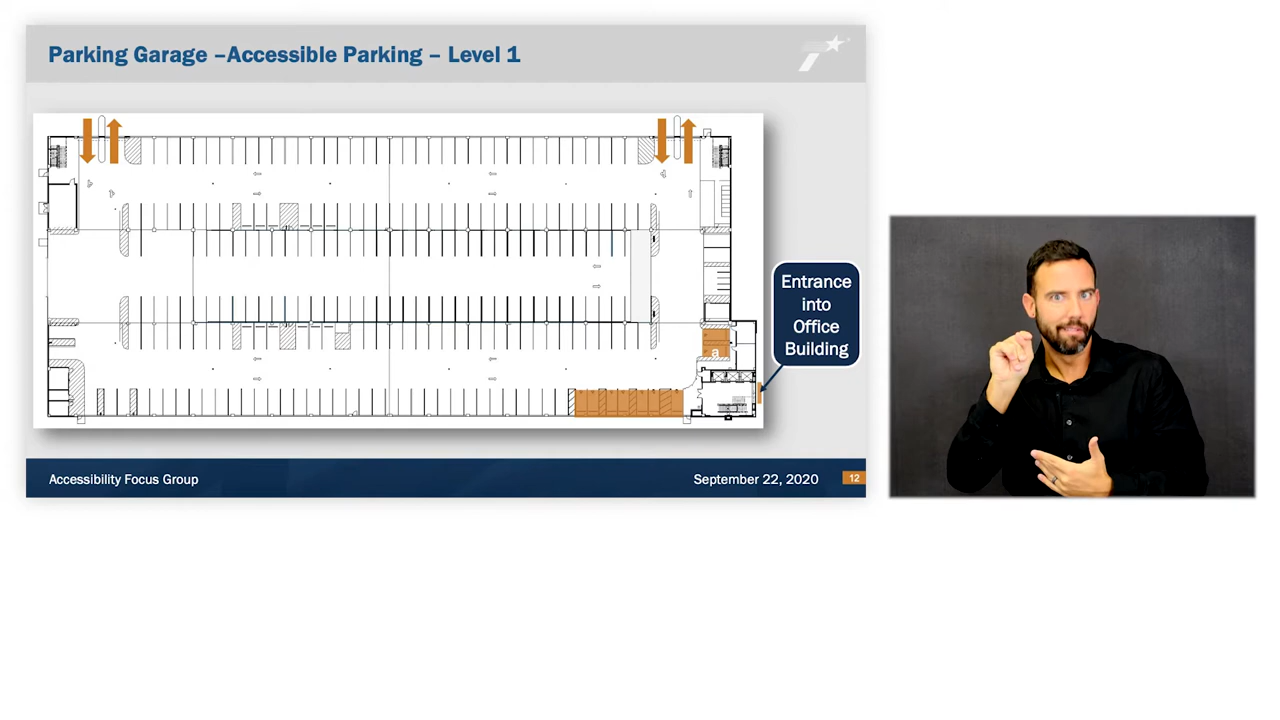 Parking Garage –Accessible Parking – Level 1
Entrance
into
Office
Building
a
Accessibility Focus Group
September 22, 2020
12